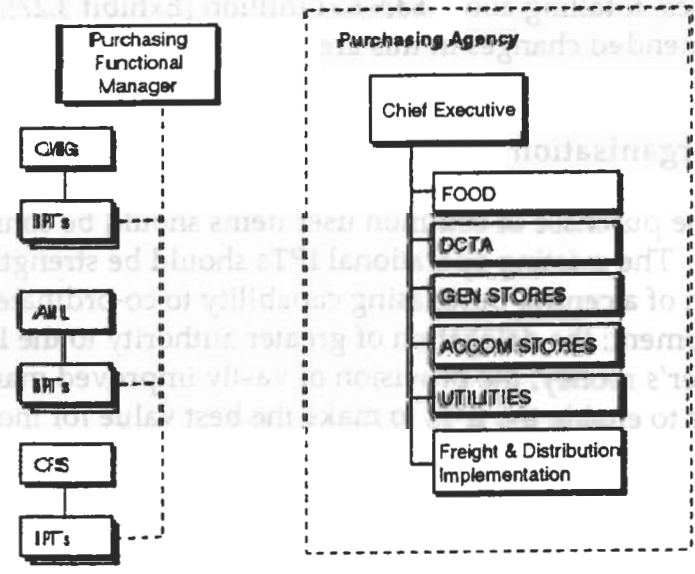 Purchasing
Functional
Manager
IPTs
AML
IPTs
CFS
IPTs
Purchasing Agency
Chief Executive
FOOD
DCTA
GEN STORES
ACCOM STORES
UTILITIES
Freight & Distribution
Implementation